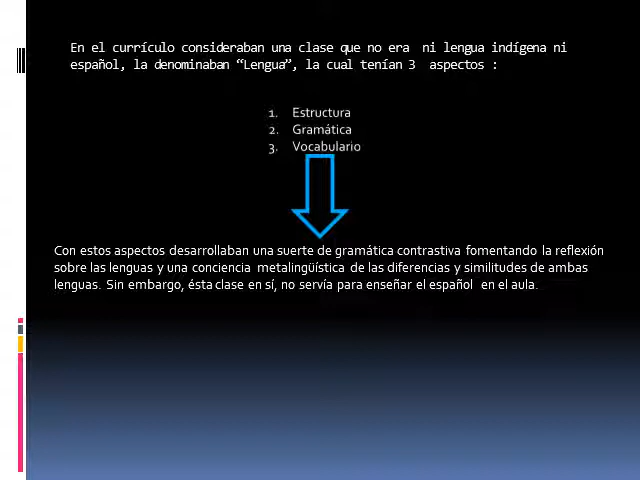 En el currículo consideraban una clase que no era ni lengua indígena ni
español, la denominaban “Lengua”, la cual tenían 3 aspectos :
1. Estructura
2. Gramática
3. Vocabulario
Con estos aspectos desarrollaban una suerte de gramática contrastiva fomentando la reflexión
sobre las lenguas y una conciencia metalingüística de las diferencias y similitudes de ambas
lenguas. Sin embargo, ésta clase en sí, no servía para enseñar el español en el aula.